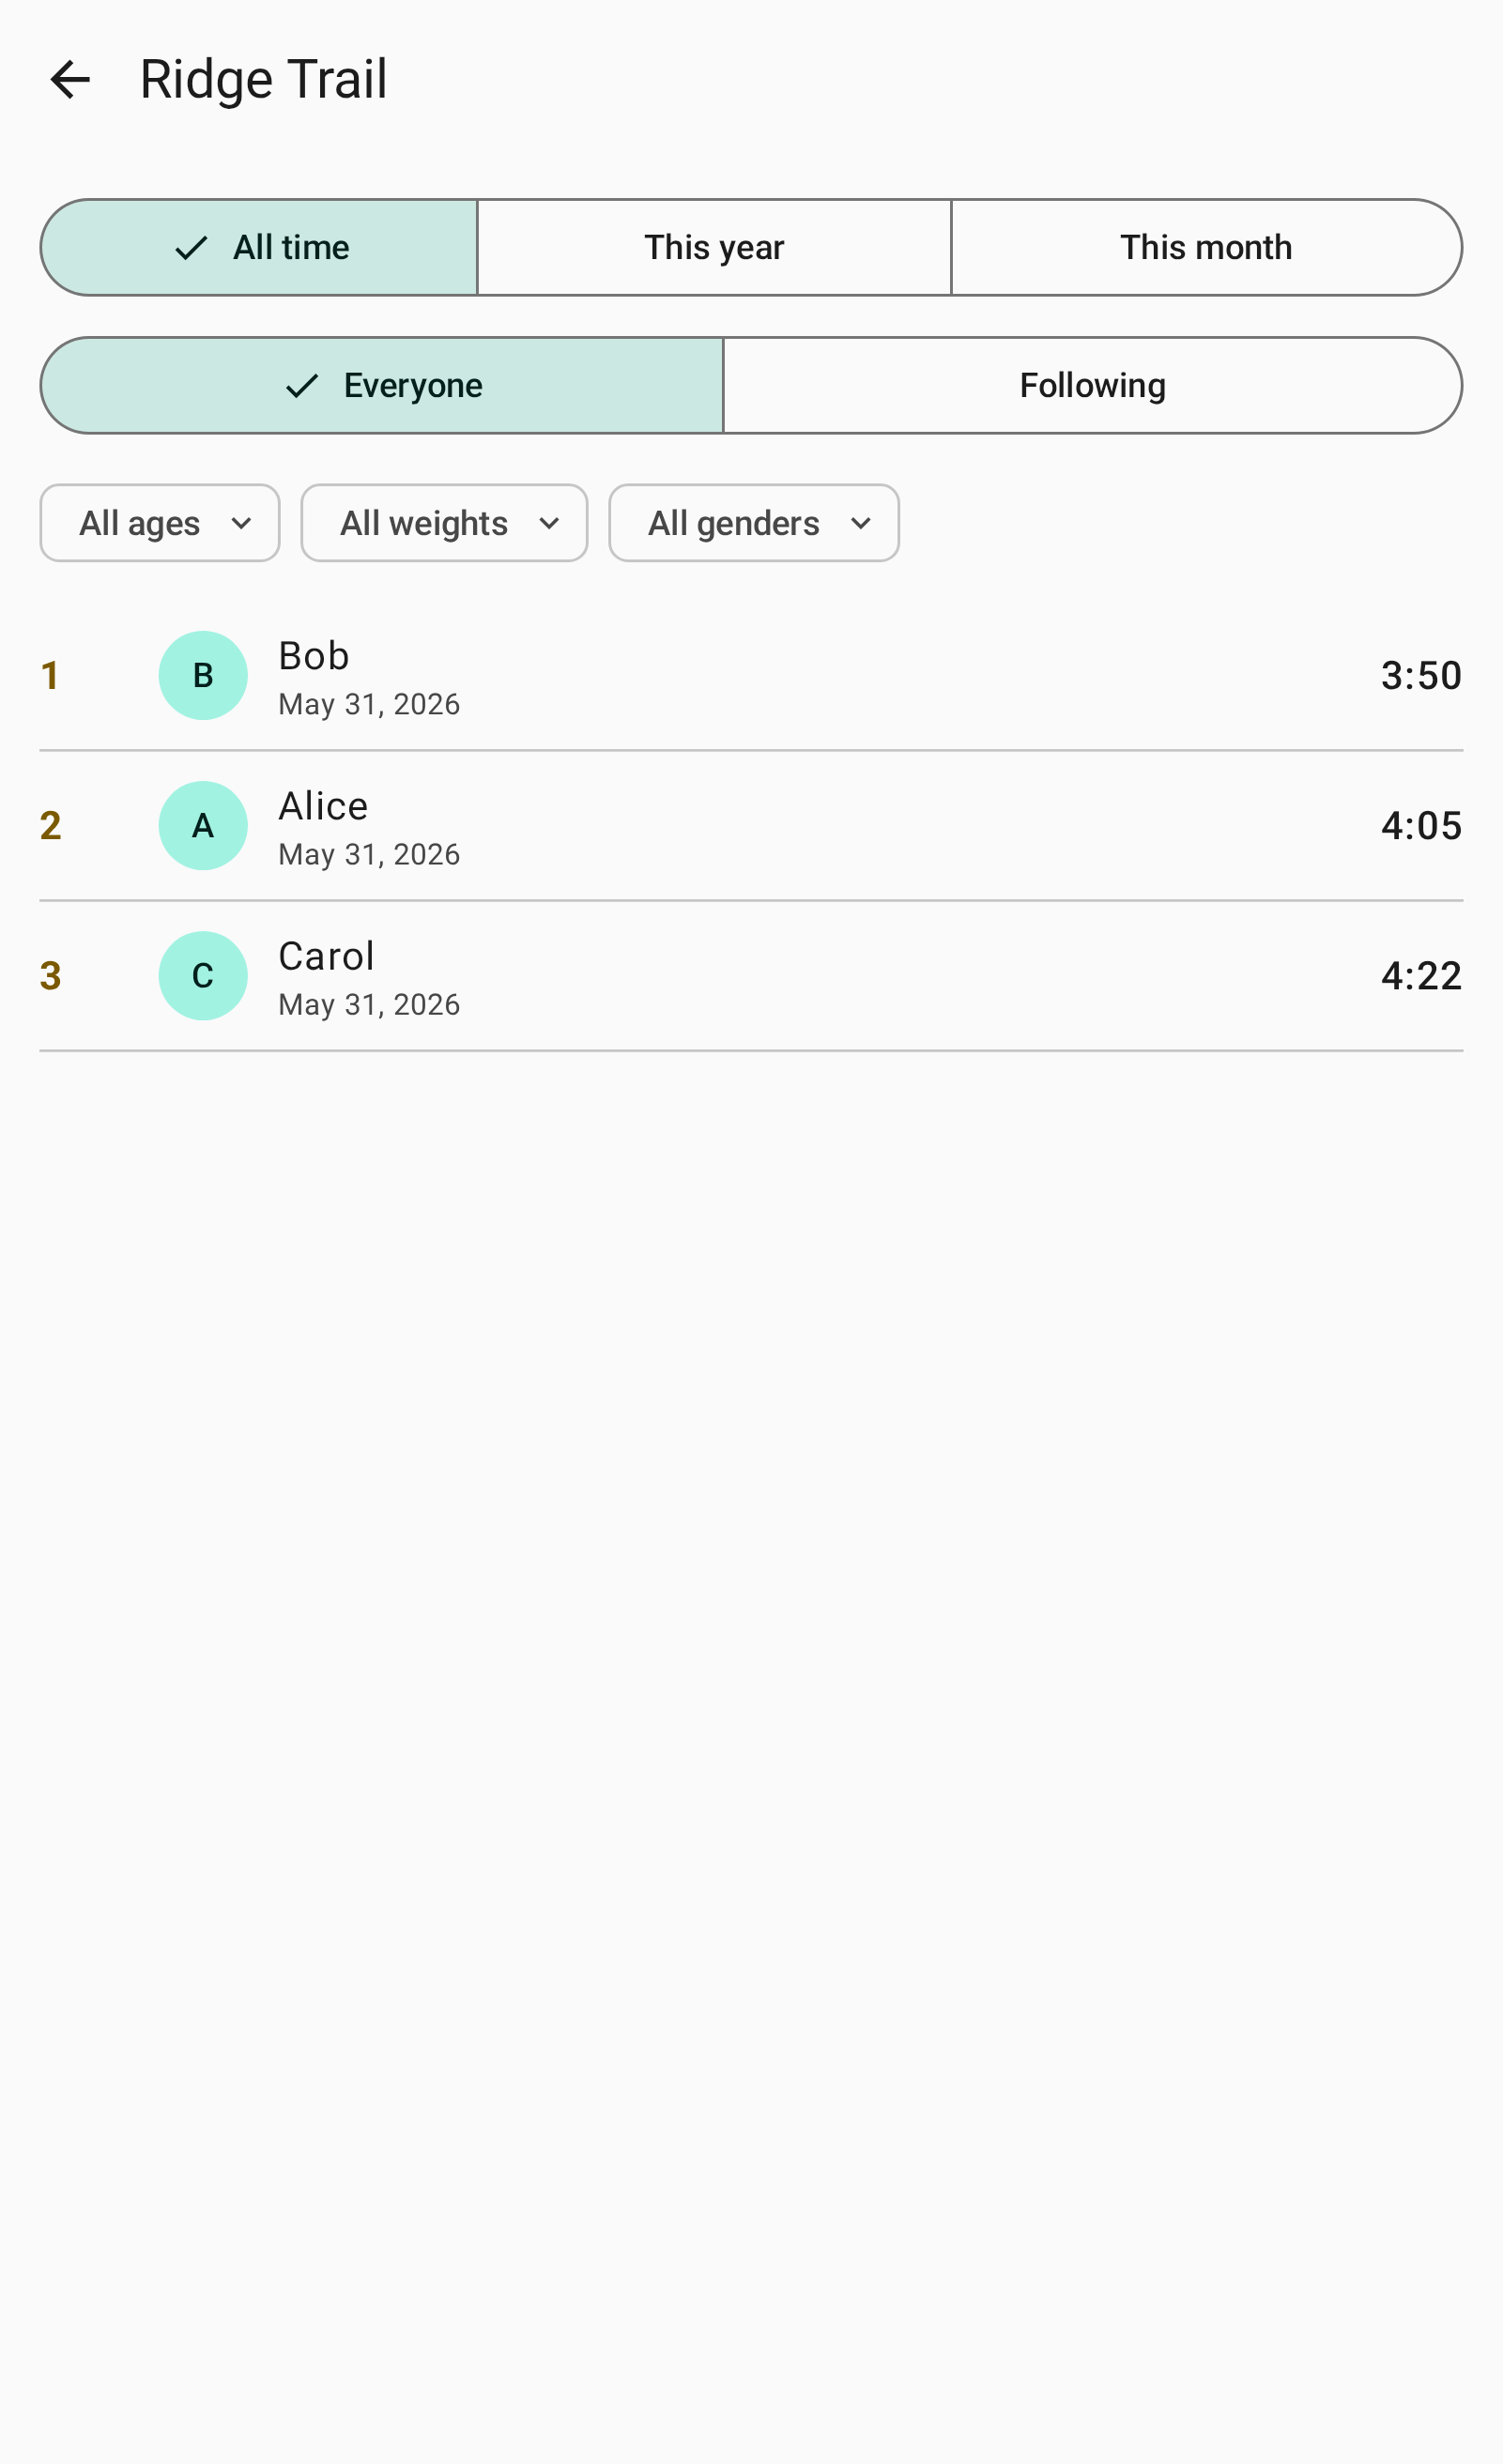 Ridge Trail
All time This year This month
Everyone Following
All ages All weights All genders
1 B Bob 3:50
May 31, 2026
2 A Alice 4:05
May 31, 2026
3 C Carol 4:22
May 31, 2026